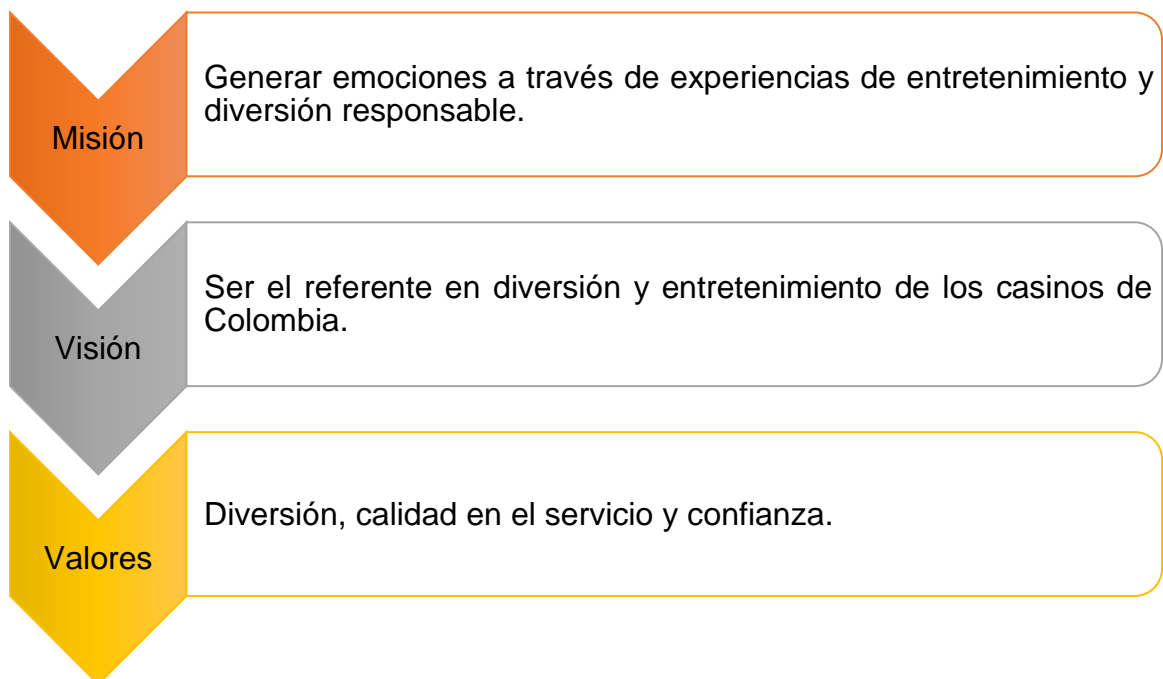 Misión
Generar emociones a través de experiencias de entretenimiento y
diversión responsable.
Visión
Ser el referente en diversión y entretenimiento de los casinos de
Colombia.
Valores
Diversión, calidad en el servicio y confianza.